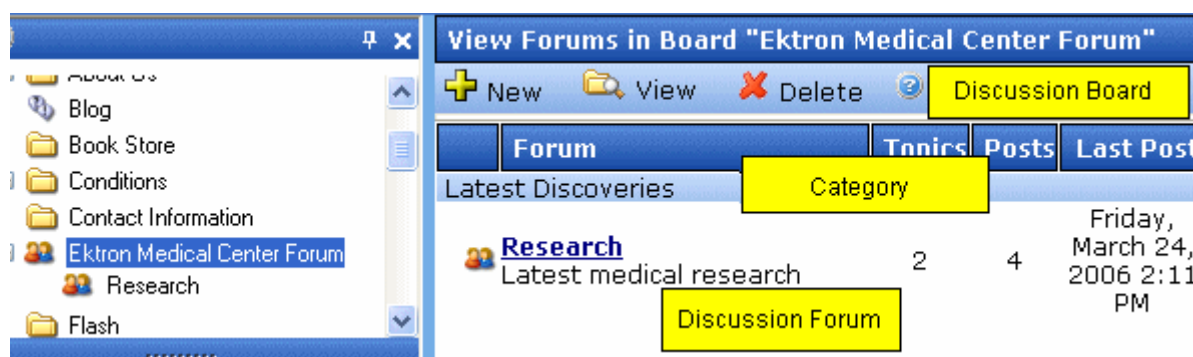 About Us
Blog
Book Store
Conditions
Contact Information
Ektron Medical Center Forum
Research
Flash
View Forums in Board "Ektron Medical Center Forum"
New View Delete Discussion Board
Forum Topics Posts Last Post
Latest Discoveries Category
Research
Latest medical research
2 4
Friday,
March 24,
2006 2:11
PM
Discussion Forum